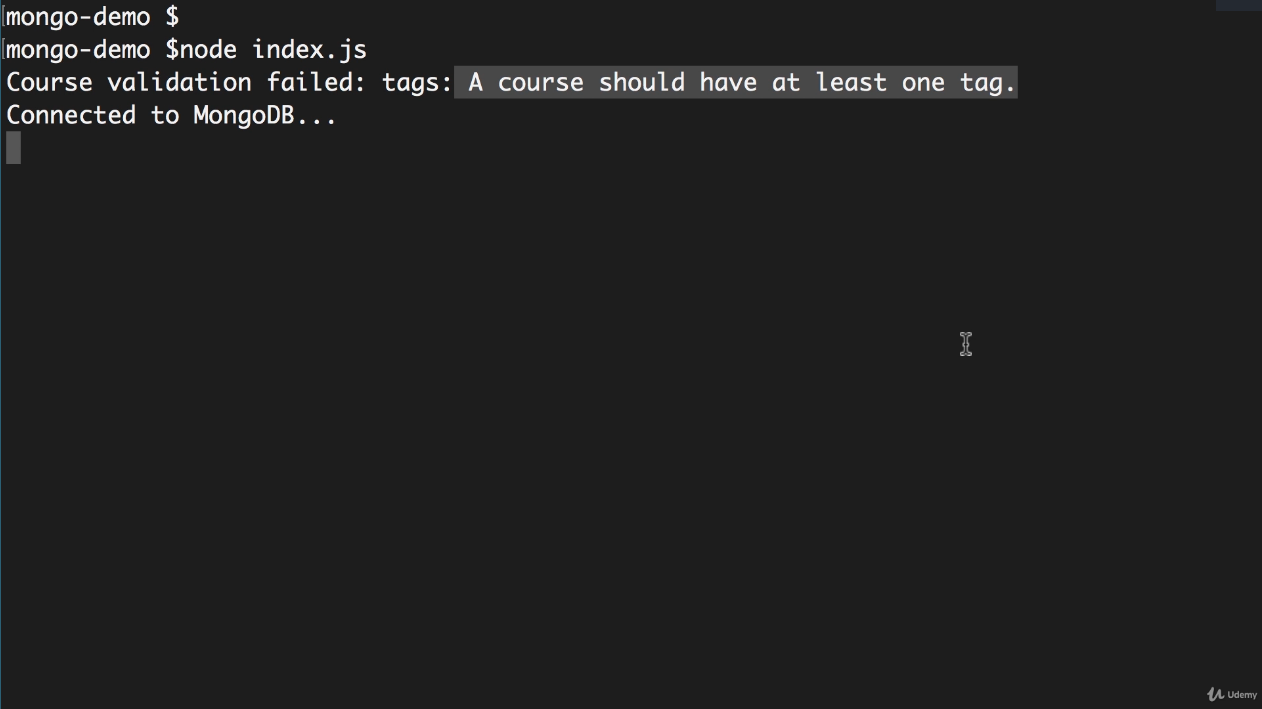 mongo-demo $
mongo-demo $node index.js
Course validation failed: tags: A course should have at least one tag.
Connected to MongoDB...
Udemy